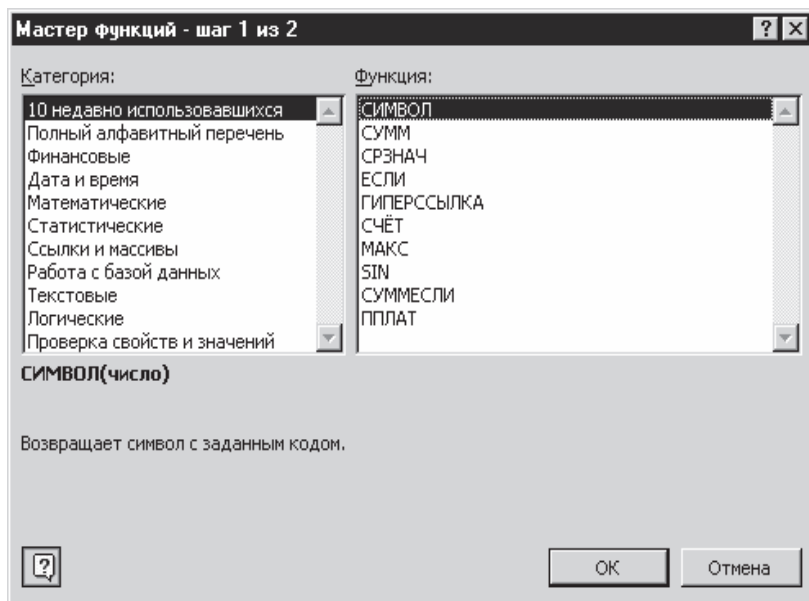 Мастер функций - шаг 1 из 2
Категория:
10 недавно использовавшихся
Полный алфавитный перечень
Финансовые
Дата и время
Математические
Статистические
Ссылки и массивы
Работа с базой данных
Текстовые
Логические
Проверка свойств и значений
Функция:
СИМВОЛ
СУММ
СРЗНАЧ
ЕСЛИ
ГИПЕРССЫЛКА
СЧЁТ
МАКС
SIN
СУММЕСЛИ
ППЛАТ
СИМВОЛ(число)
Возвращает символ с заданным кодом.
ОК
Отмена